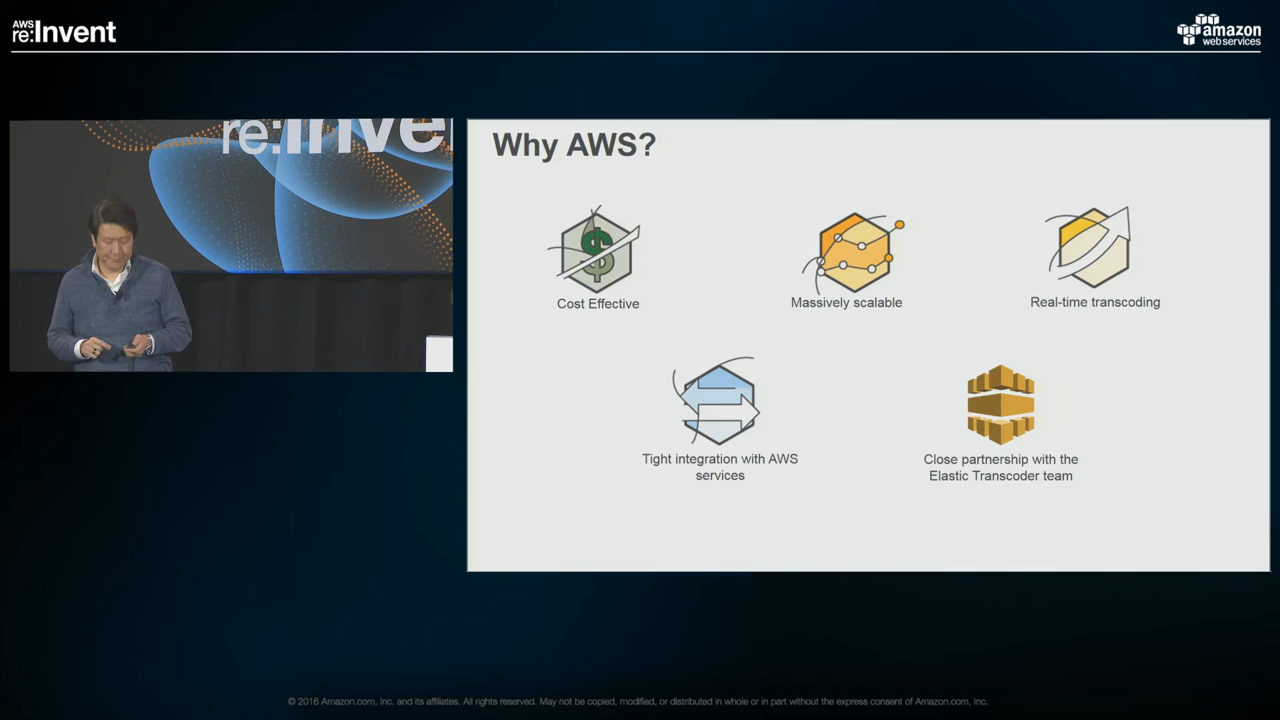 AWS
re:Invent
amazon
web services
re:Inve
Why AWS?
Cost Effective
Massively scalable
Real-time transcoding
Tight integration with AWS
services
Close partnership with the
Elastic Transcoder team
© 2016 Amazon.com, Inc. and its affiliates. All rights reserved. May not be copied, modified, or distributed in whole or in part without the express consent of Amazon.com, Inc.